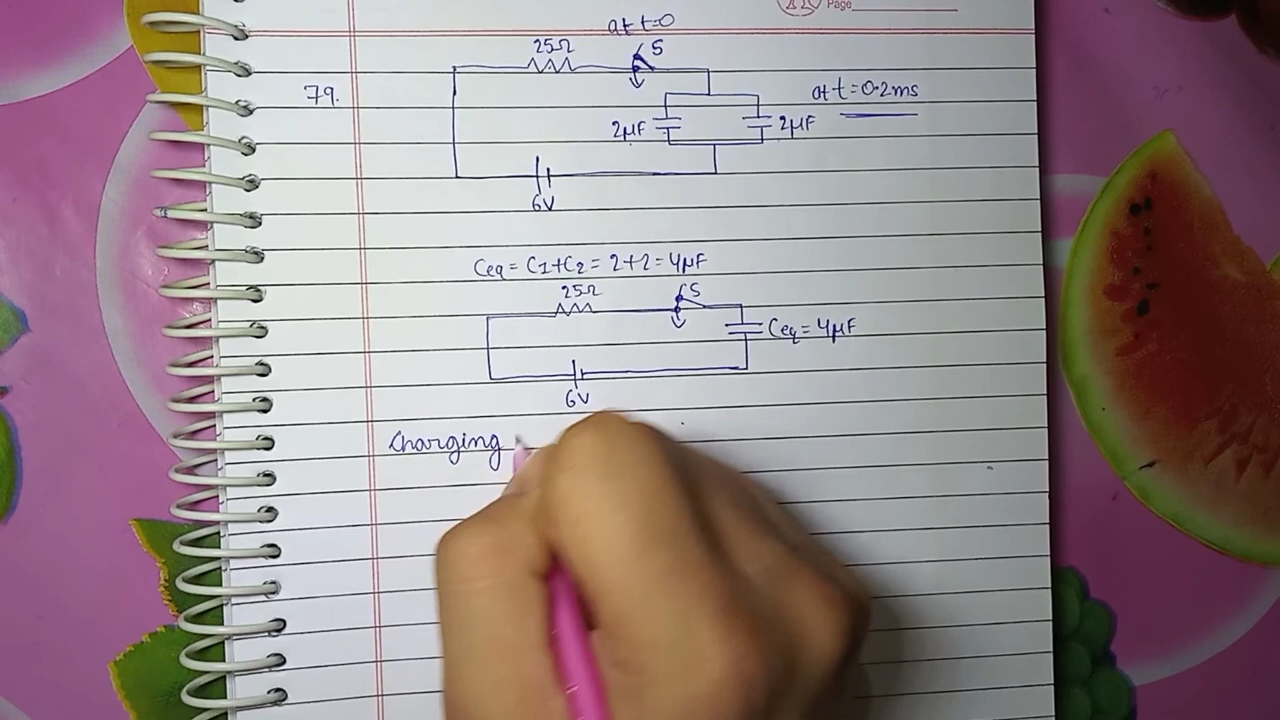 Page
at t=0
25Ω S
79.
at t=0.2ms
2μF 2μF
6V
Ceq = C1+C2 = 2+2 = 4μF
25Ω S
Ceq = 4μF
6V
Charging